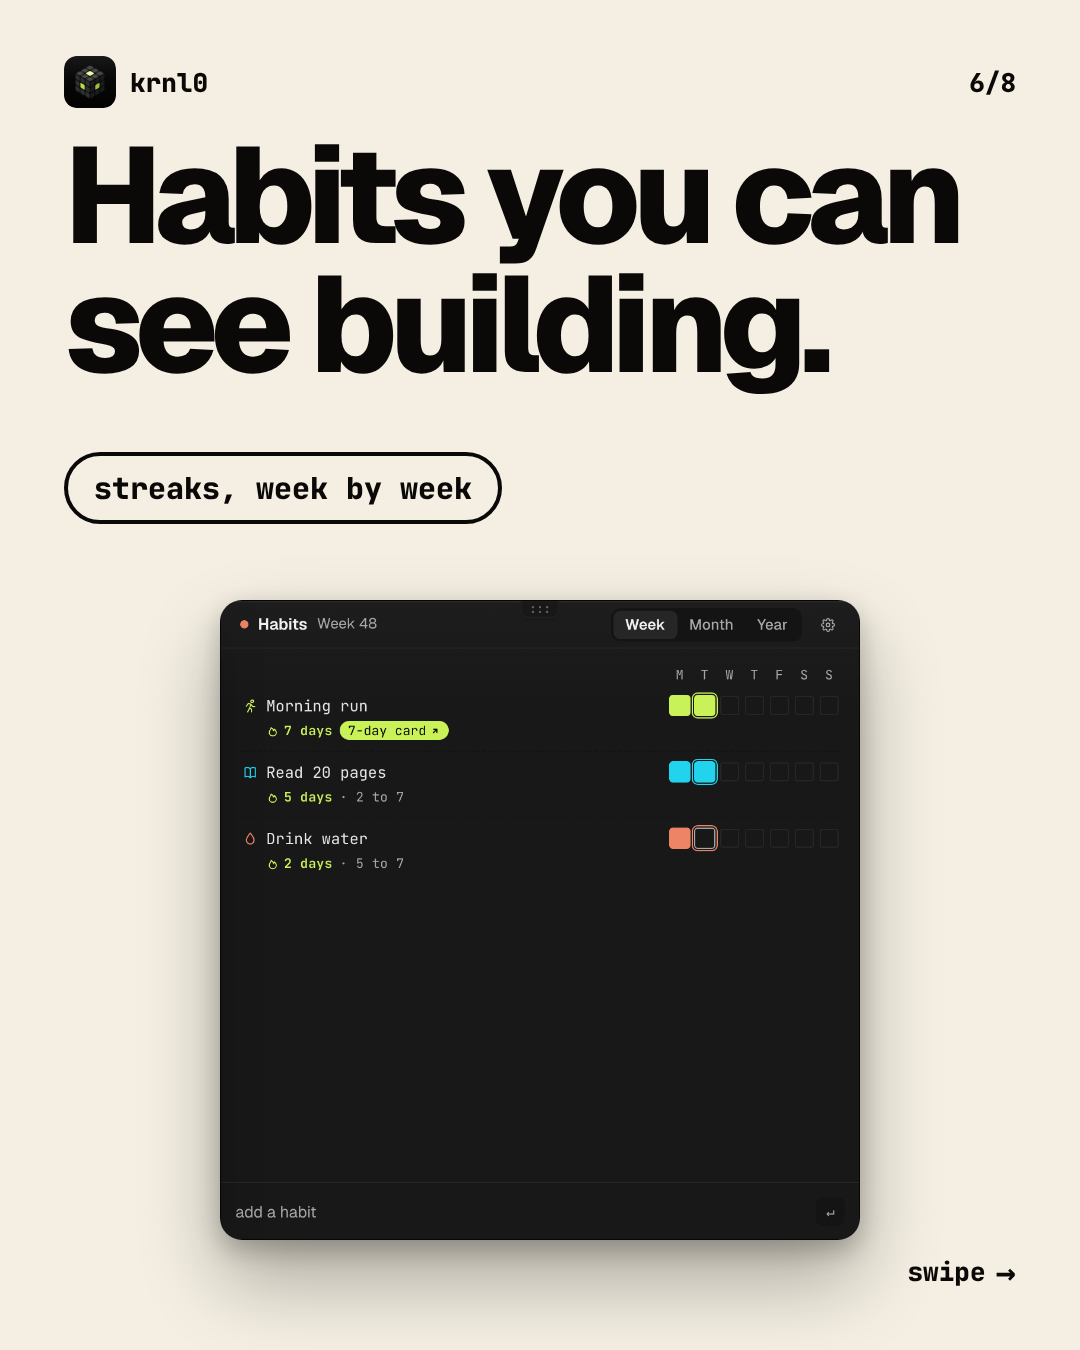 krnl0
6/8
Habits you can
see building.
streaks, week by week
Habits Week 48
Week Month Year
M T W T F S S
Morning run
7 days 7-day card ↗
Read 20 pages
5 days · 2 to 7
Drink water
2 days · 5 to 7
add a habit
↵
swipe →